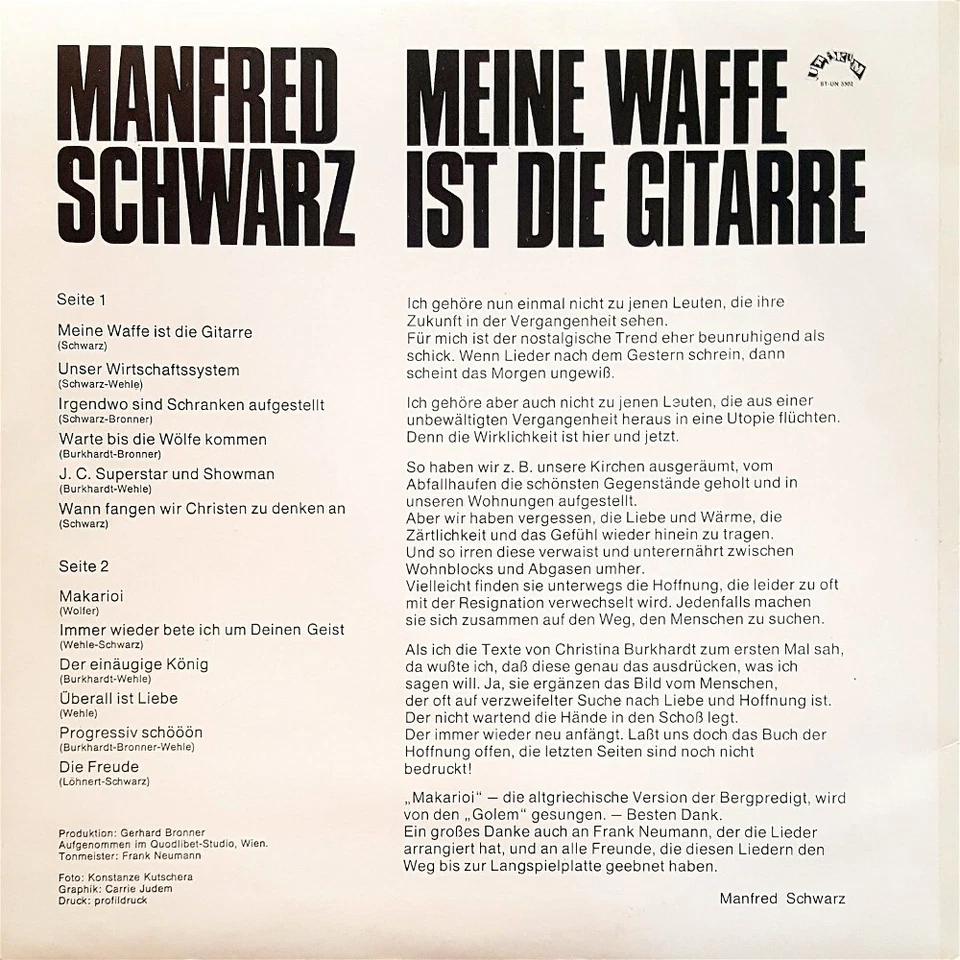 MANFRED
SCHWARZ
MEINE WAFFE
IST DIE GITARRE
UNIKUM
Seite 1
Meine Waffe ist die Gitarre
(Schwarz)
Unser Wirtschaftssystem
(Schwarz-Wehle)
Irgendwo sind Schranken aufgestellt
(Schwarz-Bronner)
Warte bis die Wölfe kommen
(Burkhardt-Bronner)
J. C. Superstar und Showman
(Burkhardt-Wehle)
Wann fangen wir Christen zu denken an
(Schwarz)
Seite 2
Makarioi
(Wolfer)
Immer wieder bete ich um Deinen Geist
(Wehle-Schwarz)
Der einäugige König
(Burkhardt-Wehle)
Überall ist Liebe
(Wehle)
Progressiv schööön
(Burkhardt-Bronner-Wehle)
Die Freude
(Löhnert-Schwarz)
Produktion: Gerhard Bronner
Aufgenommen im Quodlibet-Studio, Wien.
Tonmeister: Frank Neumann
Foto: Konstanze Kutschera
Graphik: Carrie Judem
Druck: profildruck
Ich gehöre nun einmal nicht zu jenen Leuten, die ihre
Zukunft in der Vergangenheit sehen.
Für mich ist der nostalgische Trend eher beunruhigend als
schick. Wenn Lieder nach dem Gestern schrein, dann
scheint das Morgen ungewiß.
Ich gehöre aber auch nicht zu jenen Leuten, die aus einer
unbewältigten Vergangenheit heraus in eine Utopie flüchten.
Denn die Wirklichkeit ist hier und jetzt.
So haben wir z. B. unsere Kirchen ausgeräumt, vom
Abfallhaufen die schönsten Gegenstände geholt und in
unseren Wohnungen aufgestellt.
Aber wir haben vergessen, die Liebe und Wärme, die
Zärtlichkeit und das Gefühl wieder hinein zu tragen.
Und so irren diese verwaist und unterernährt zwischen
Wohnblocks und Abgasen umher.
Vielleicht finden sie unterwegs die Hoffnung, die leider zu oft
mit der Resignation verwechselt wird. Jedenfalls machen
sie sich zusammen auf den Weg, den Menschen zu suchen.
Als ich die Texte von Christina Burkhardt zum ersten Mal sah,
da wußte ich, daß diese genau das ausdrücken, was ich
sagen will. Ja, sie ergänzen das Bild vom Menschen,
der oft auf verzweifelter Suche nach Liebe und Hoffnung ist.
Der nicht wartend die Hände in den Schoß legt.
Der immer wieder neu anfängt. Laßt uns doch das Buch der
Hoffnung offen, die letzten Seiten sind noch nicht
bedruckt!
„Makarioi“ — die altgriechische Version der Bergpredigt, wird
von den „Golem“ gesungen. — Besten Dank.
Ein großes Danke auch an Frank Neumann, der die Lieder
arrangiert hat, und an alle Freunde, die diesen Liedern den
Weg bis zur Langspielplatte geebnet haben.
Manfred Schwarz